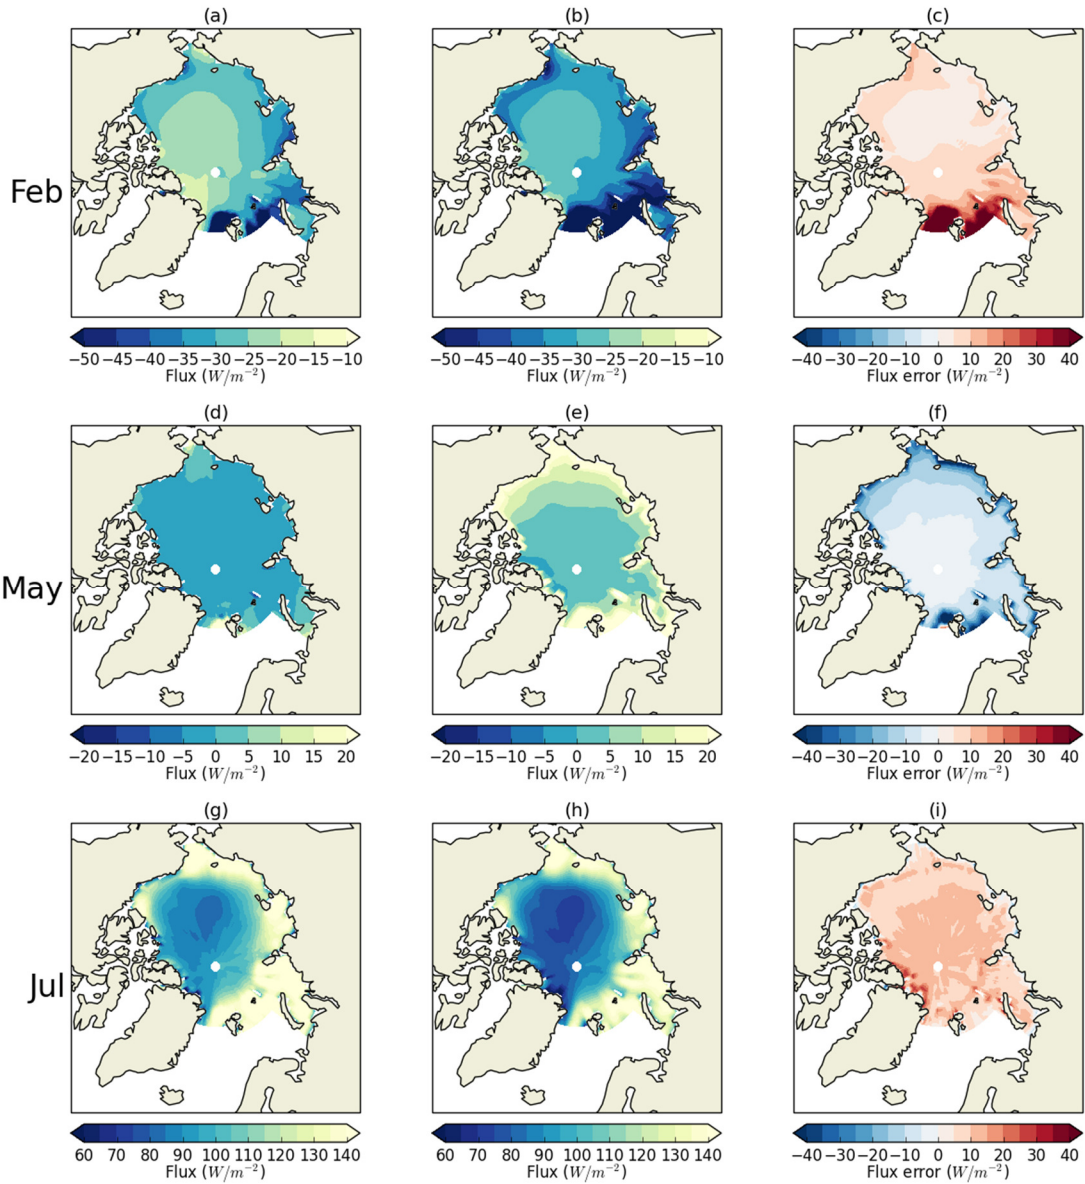 (a) (b) (c)
Feb
−50 −45 −40 −35 −30 −25 −20 −15 −10 −50 −45 −40 −35 −30 −25 −20 −15 −10 −40 −30 −20 −10 0 10 20 30 40
Flux (W/m⁻²) Flux (W/m⁻²) Flux error (W/m⁻²)
(d) (e) (f)
May
−20 −15 −10 −5 0 5 10 15 20 −20 −15 −10 −5 0 5 10 15 20 −40 −30 −20 −10 0 10 20 30 40
Flux (W/m⁻²) Flux (W/m⁻²) Flux error (W/m⁻²)
(g) (h) (i)
Jul
60 70 80 90 100 110 120 130 140 60 70 80 90 100 110 120 130 140 −40 −30 −20 −10 0 10 20 30 40
Flux (W/m⁻²) Flux (W/m⁻²) Flux error (W/m⁻²)